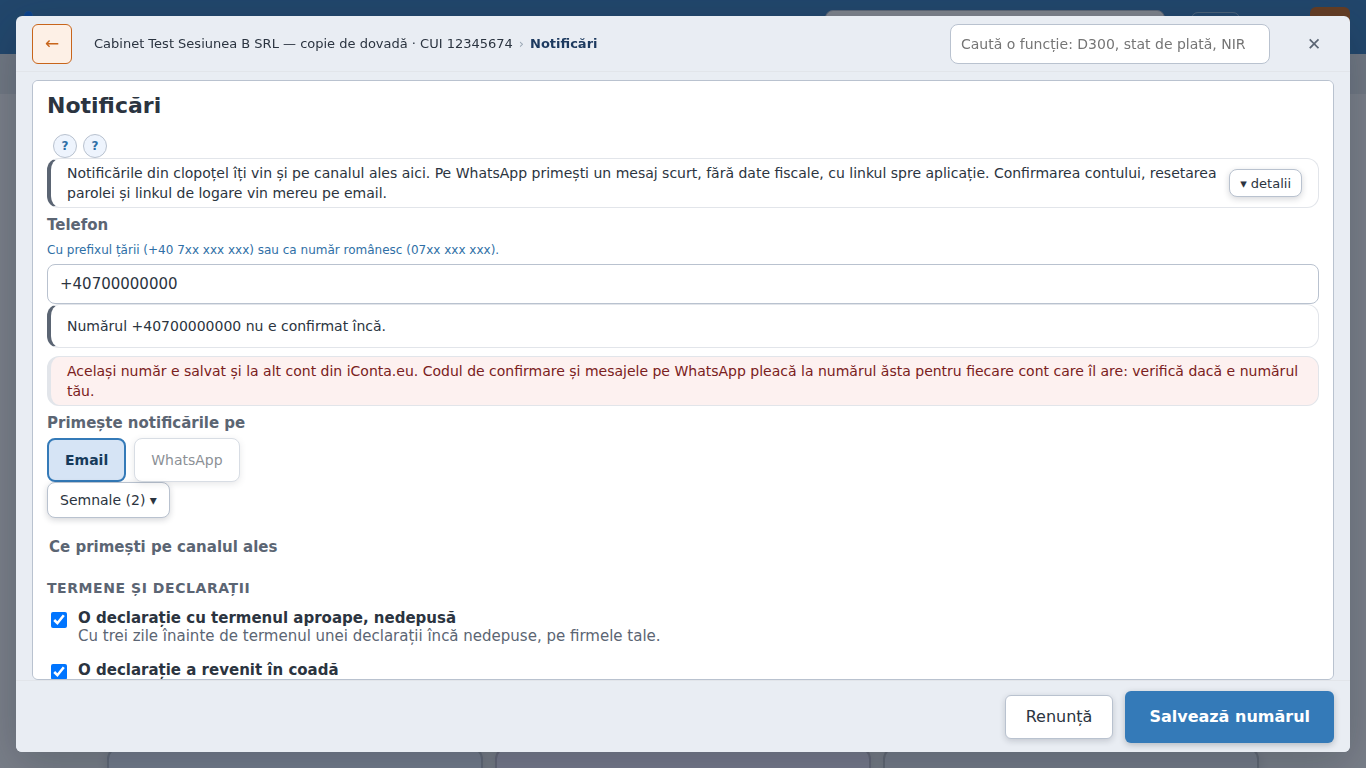 ←
Cabinet Test Sesiunea B SRL — copie de dovadă · CUI 12345674 › Notificări
Caută o funcție: D300, stat de plată, NIR
✕
Notificări
? ?
Notificările din clopoțel îți vin și pe canalul ales aici. Pe WhatsApp primești un mesaj scurt, fără date fiscale, cu linkul spre aplicație. Confirmarea contului, resetarea
parolei și linkul de logare vin mereu pe email.
▾ detalii
Telefon
Cu prefixul țării (+40 7xx xxx xxx) sau ca număr românesc (07xx xxx xxx).
+40700000000
Numărul +40700000000 nu e confirmat încă.
Același număr e salvat și la alt cont din iConta.eu. Codul de confirmare și mesajele pe WhatsApp pleacă la numărul ăsta pentru fiecare cont care îl are: verifică dacă e numărul
tău.
Primește notificările pe
Email
WhatsApp
Semnale (2) ▾
Ce primești pe canalul ales
TERMENE ȘI DECLARAȚII
O declarație cu termenul aproape, nedepusă
Cu trei zile înainte de termenul unei declarații încă nedepuse, pe firmele tale.
O declarație a revenit în coadă
Renunță
Salvează numărul